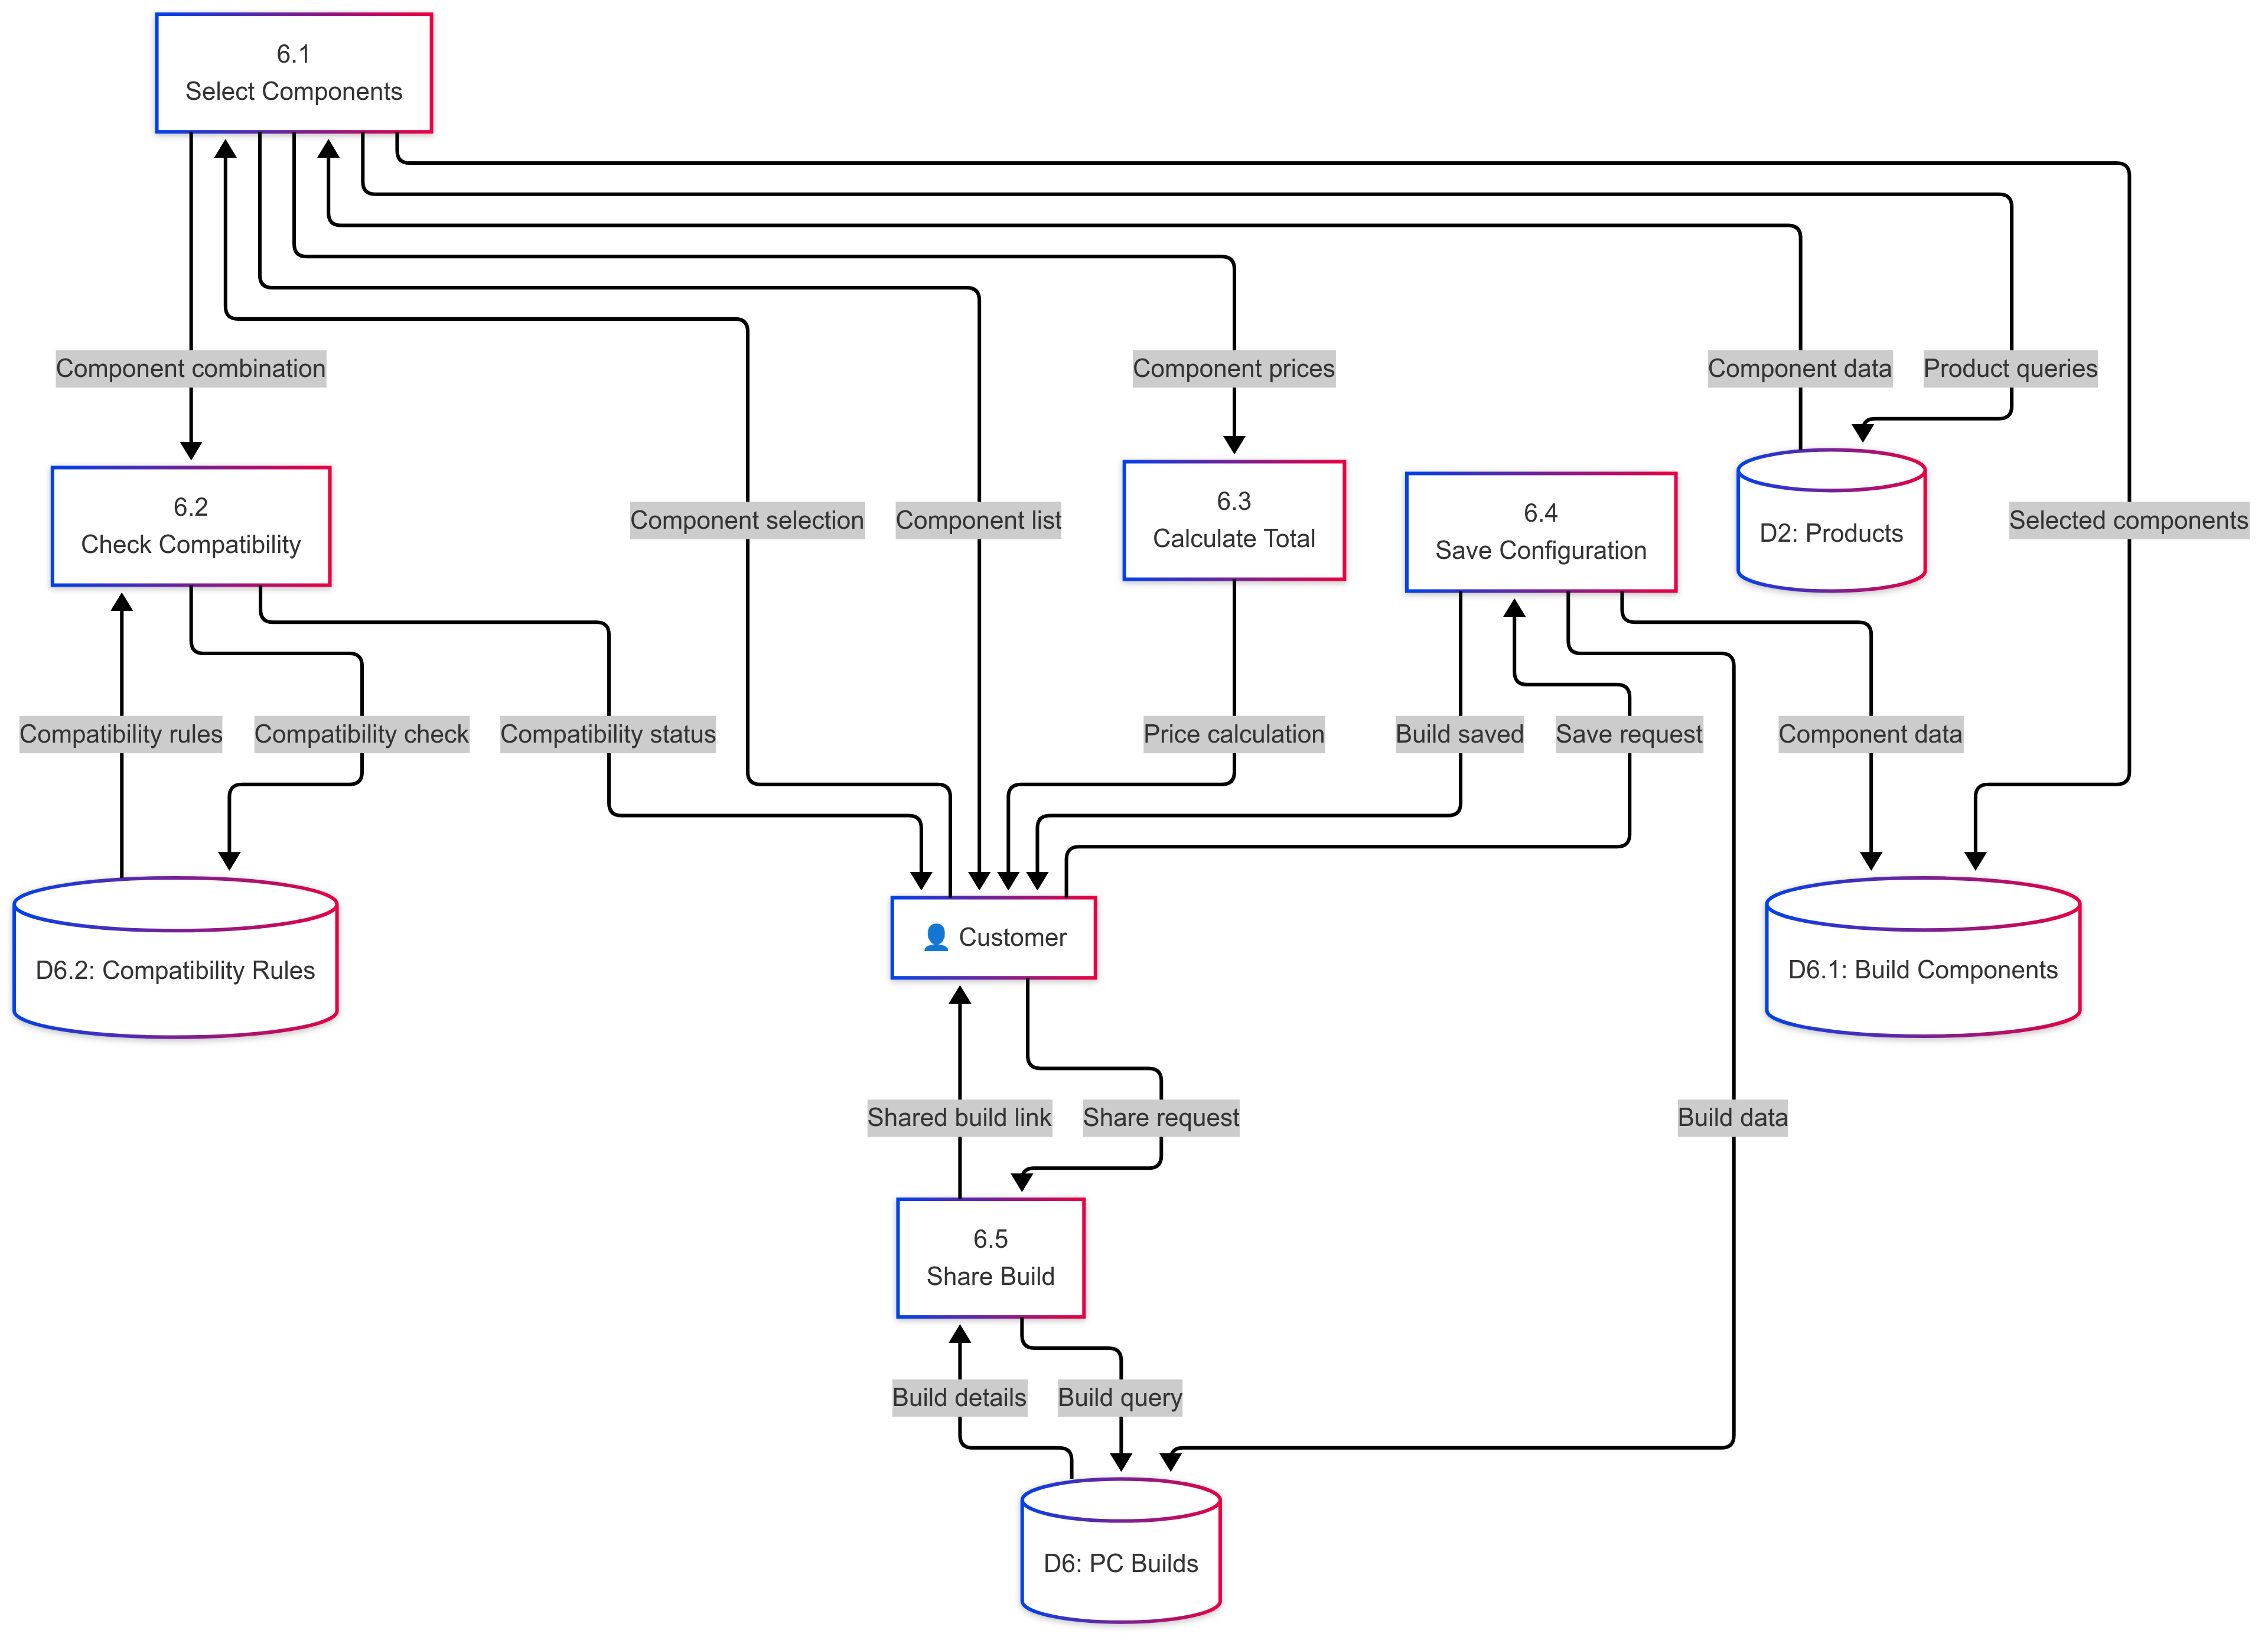 6.1
Select Components
Component combination
Component prices
Component data
Product queries
6.2
Check Compatibility
Component selection
Component list
6.3
Calculate Total
6.4
Save Configuration
D2: Products
Selected components
Compatibility rules
Compatibility check
Compatibility status
Price calculation
Build saved
Save request
Component data
D6.2: Compatibility Rules
Customer
D6.1: Build Components
Shared build link
Share request
Build data
6.5
Share Build
Build details
Build query
D6: PC Builds